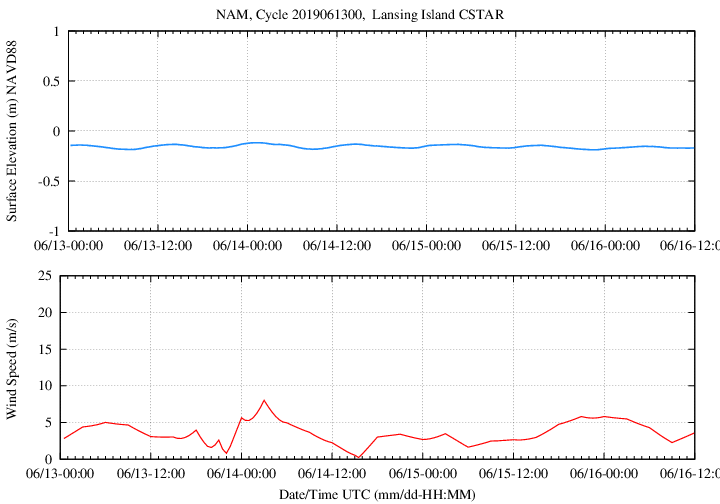 NAM, Cycle 2019061300,  Lansing Island CSTAR
Surface Elevation (m) NAVD88
1
0.5
0
-0.5
-1
06/13-00:00 06/13-12:00 06/14-00:00 06/14-12:00 06/15-00:00 06/15-12:00 06/16-00:00 06/16-12:0
Wind Speed (m/s)
25
20
15
10
5
0
06/13-00:00 06/13-12:00 06/14-00:00 06/14-12:00 06/15-00:00 06/15-12:00 06/16-00:00 06/16-12:0
Date/Time UTC (mm/dd-HH:MM)